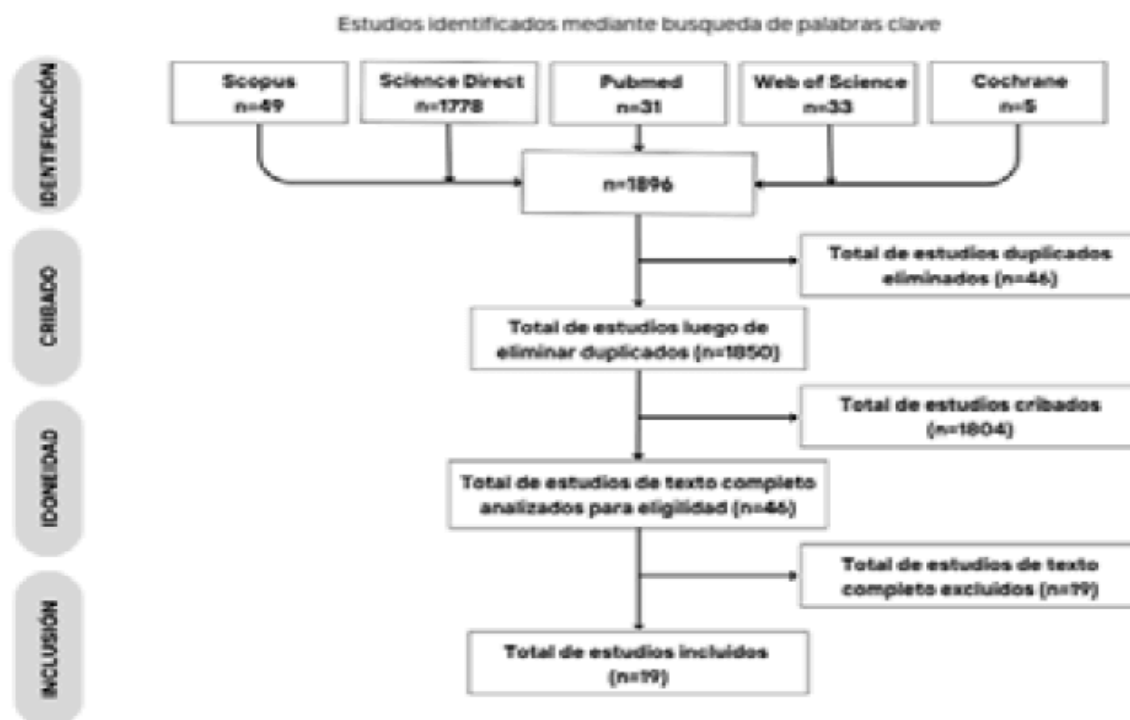 Estudios identificados mediante busqueda de palabras clave
IDENTIFICACIÓN
Scopus
n=49
Science Direct
n=1778
Pubmed
n=31
Web of Science
n=33
Cochrane
n=5
n=1896
CRIBADO
Total de estudios duplicados
eliminados (n=46)
Total de estudios luego de
eliminar duplicados (n=1850)
Total de estudios cribados
(n=1804)
IDONEIDAD
Total de estudios de texto completo
analizados para eligilidad (n=46)
Total de estudios de texto
completo excluidos (n=19)
INCLUSIÓN
Total de estudios incluidos
(n=19)